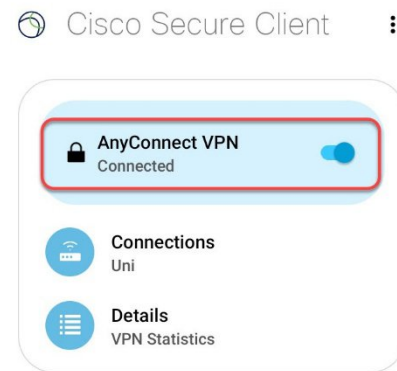 Cisco Secure Client
AnyConnect VPN
Connected
Connections
Uni
Details
VPN Statistics